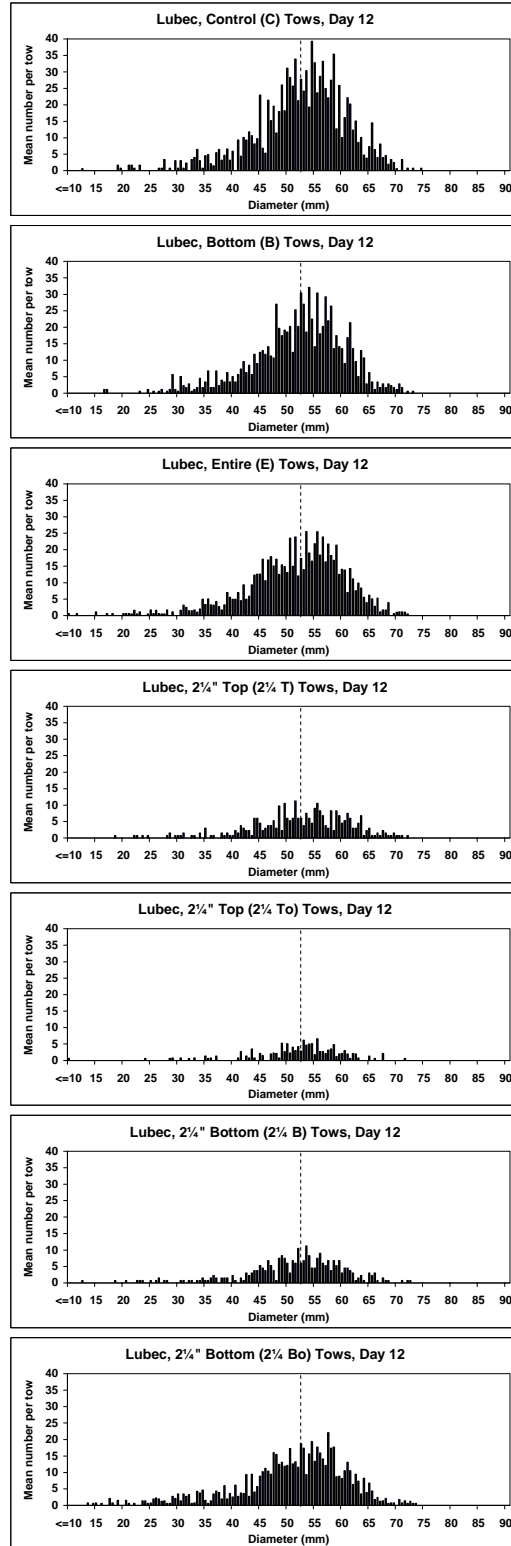 Lubec, Control (C) Tows, Day 12
Mean number per tow
40
35
30
25
20
15
10
5
0
<=10 15 20 25 30 35 40 45 50 55 60 65 70 75 80 85 90
Diameter (mm)
Lubec, Bottom (B) Tows, Day 12
Mean number per tow
40
35
30
25
20
15
10
5
0
<=10 15 20 25 30 35 40 45 50 55 60 65 70 75 80 85 90
Diameter (mm)
Lubec, Entire (E) Tows, Day 12
Mean number per tow
40
35
30
25
20
15
10
5
0
<=10 15 20 25 30 35 40 45 50 55 60 65 70 75 80 85 90
Diameter (mm)
Lubec, 2¼" Top (2¼ T) Tows, Day 12
Mean number per tow
40
35
30
25
20
15
10
5
0
<=10 15 20 25 30 35 40 45 50 55 60 65 70 75 80 85 90
Diameter (mm)
Lubec, 2¼" Top (2¼ To) Tows, Day 12
Mean number per tow
40
35
30
25
20
15
10
5
0
<=10 15 20 25 30 35 40 45 50 55 60 65 70 75 80 85 90
Diameter (mm)
Lubec, 2¼" Bottom (2¼ B) Tows, Day 12
Mean number per tow
40
35
30
25
20
15
10
5
0
<=10 15 20 25 30 35 40 45 50 55 60 65 70 75 80 85 90
Diameter (mm)
Lubec, 2¼" Bottom (2¼ Bo) Tows, Day 12
Mean number per tow
40
35
30
25
20
15
10
5
0
<=10 15 20 25 30 35 40 45 50 55 60 65 70 75 80 85 90
Diameter (mm)